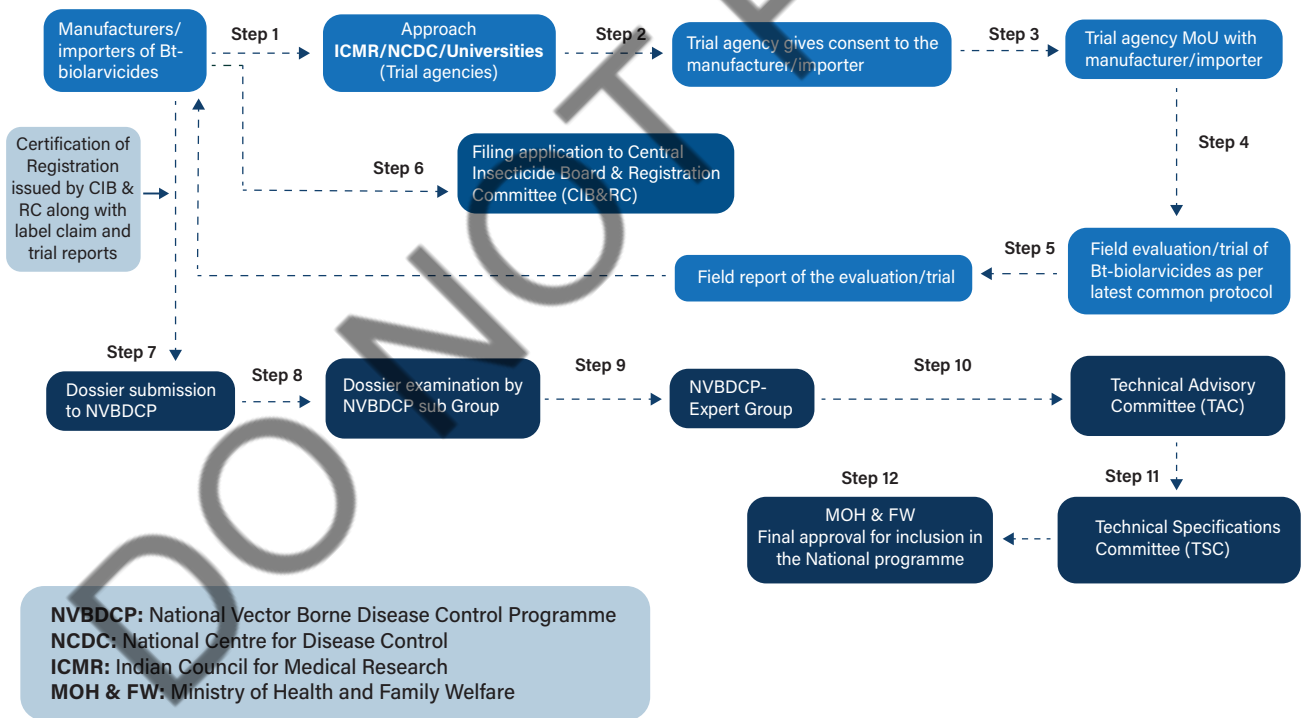 Manufacturers/
importers of Bt-
biolarvicides
Step 1
Approach
ICMR/NCDC/Universities
(Trial agencies)
Step 2
Trial agency gives consent to the
manufacturer/importer
Step 3
Trial agency MoU with
manufacturer/importer
Step 4
Certification of
Registration
issued by CIB &
RC along with
label claim and
trial reports
Step 6
Filing application to Central
Insecticide Board & Registration
Committee (CIB&RC)
Field evaluation/trial of
Bt-biolarvicides as per
latest common protocol
Step 5
Field report of the evaluation/trial
Step 7
Dossier submission
to NVBDCP
Step 8
Dossier examination by
NVBDCP sub Group
Step 9
NVBDCP-
Expert Group
Step 10
Technical Advisory
Committee (TAC)
Step 11
Technical Specifications
Committee (TSC)
Step 12
MOH & FW
Final approval for inclusion in
the National programme
NVBDCP: National Vector Borne Disease Control Programme
NCDC: National Centre for Disease Control
ICMR: Indian Council for Medical Research
MOH & FW: Ministry of Health and Family Welfare
DO NOT